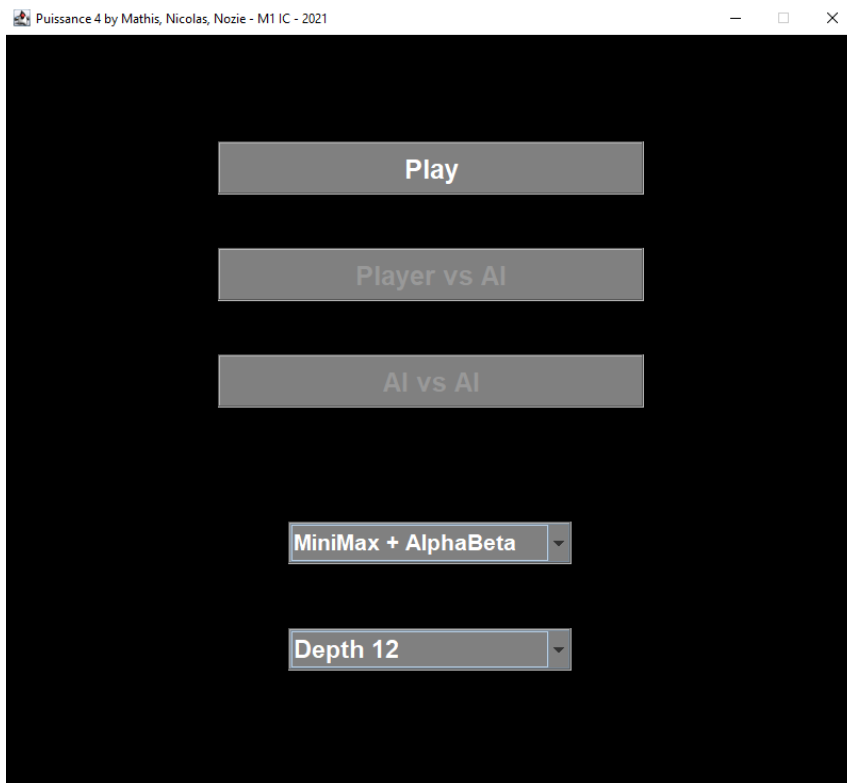 Puissance 4 by Mathis, Nicolas, Nozie - M1 IC - 2021
Play
Player vs AI
AI vs AI
MiniMax + AlphaBeta
Depth 12